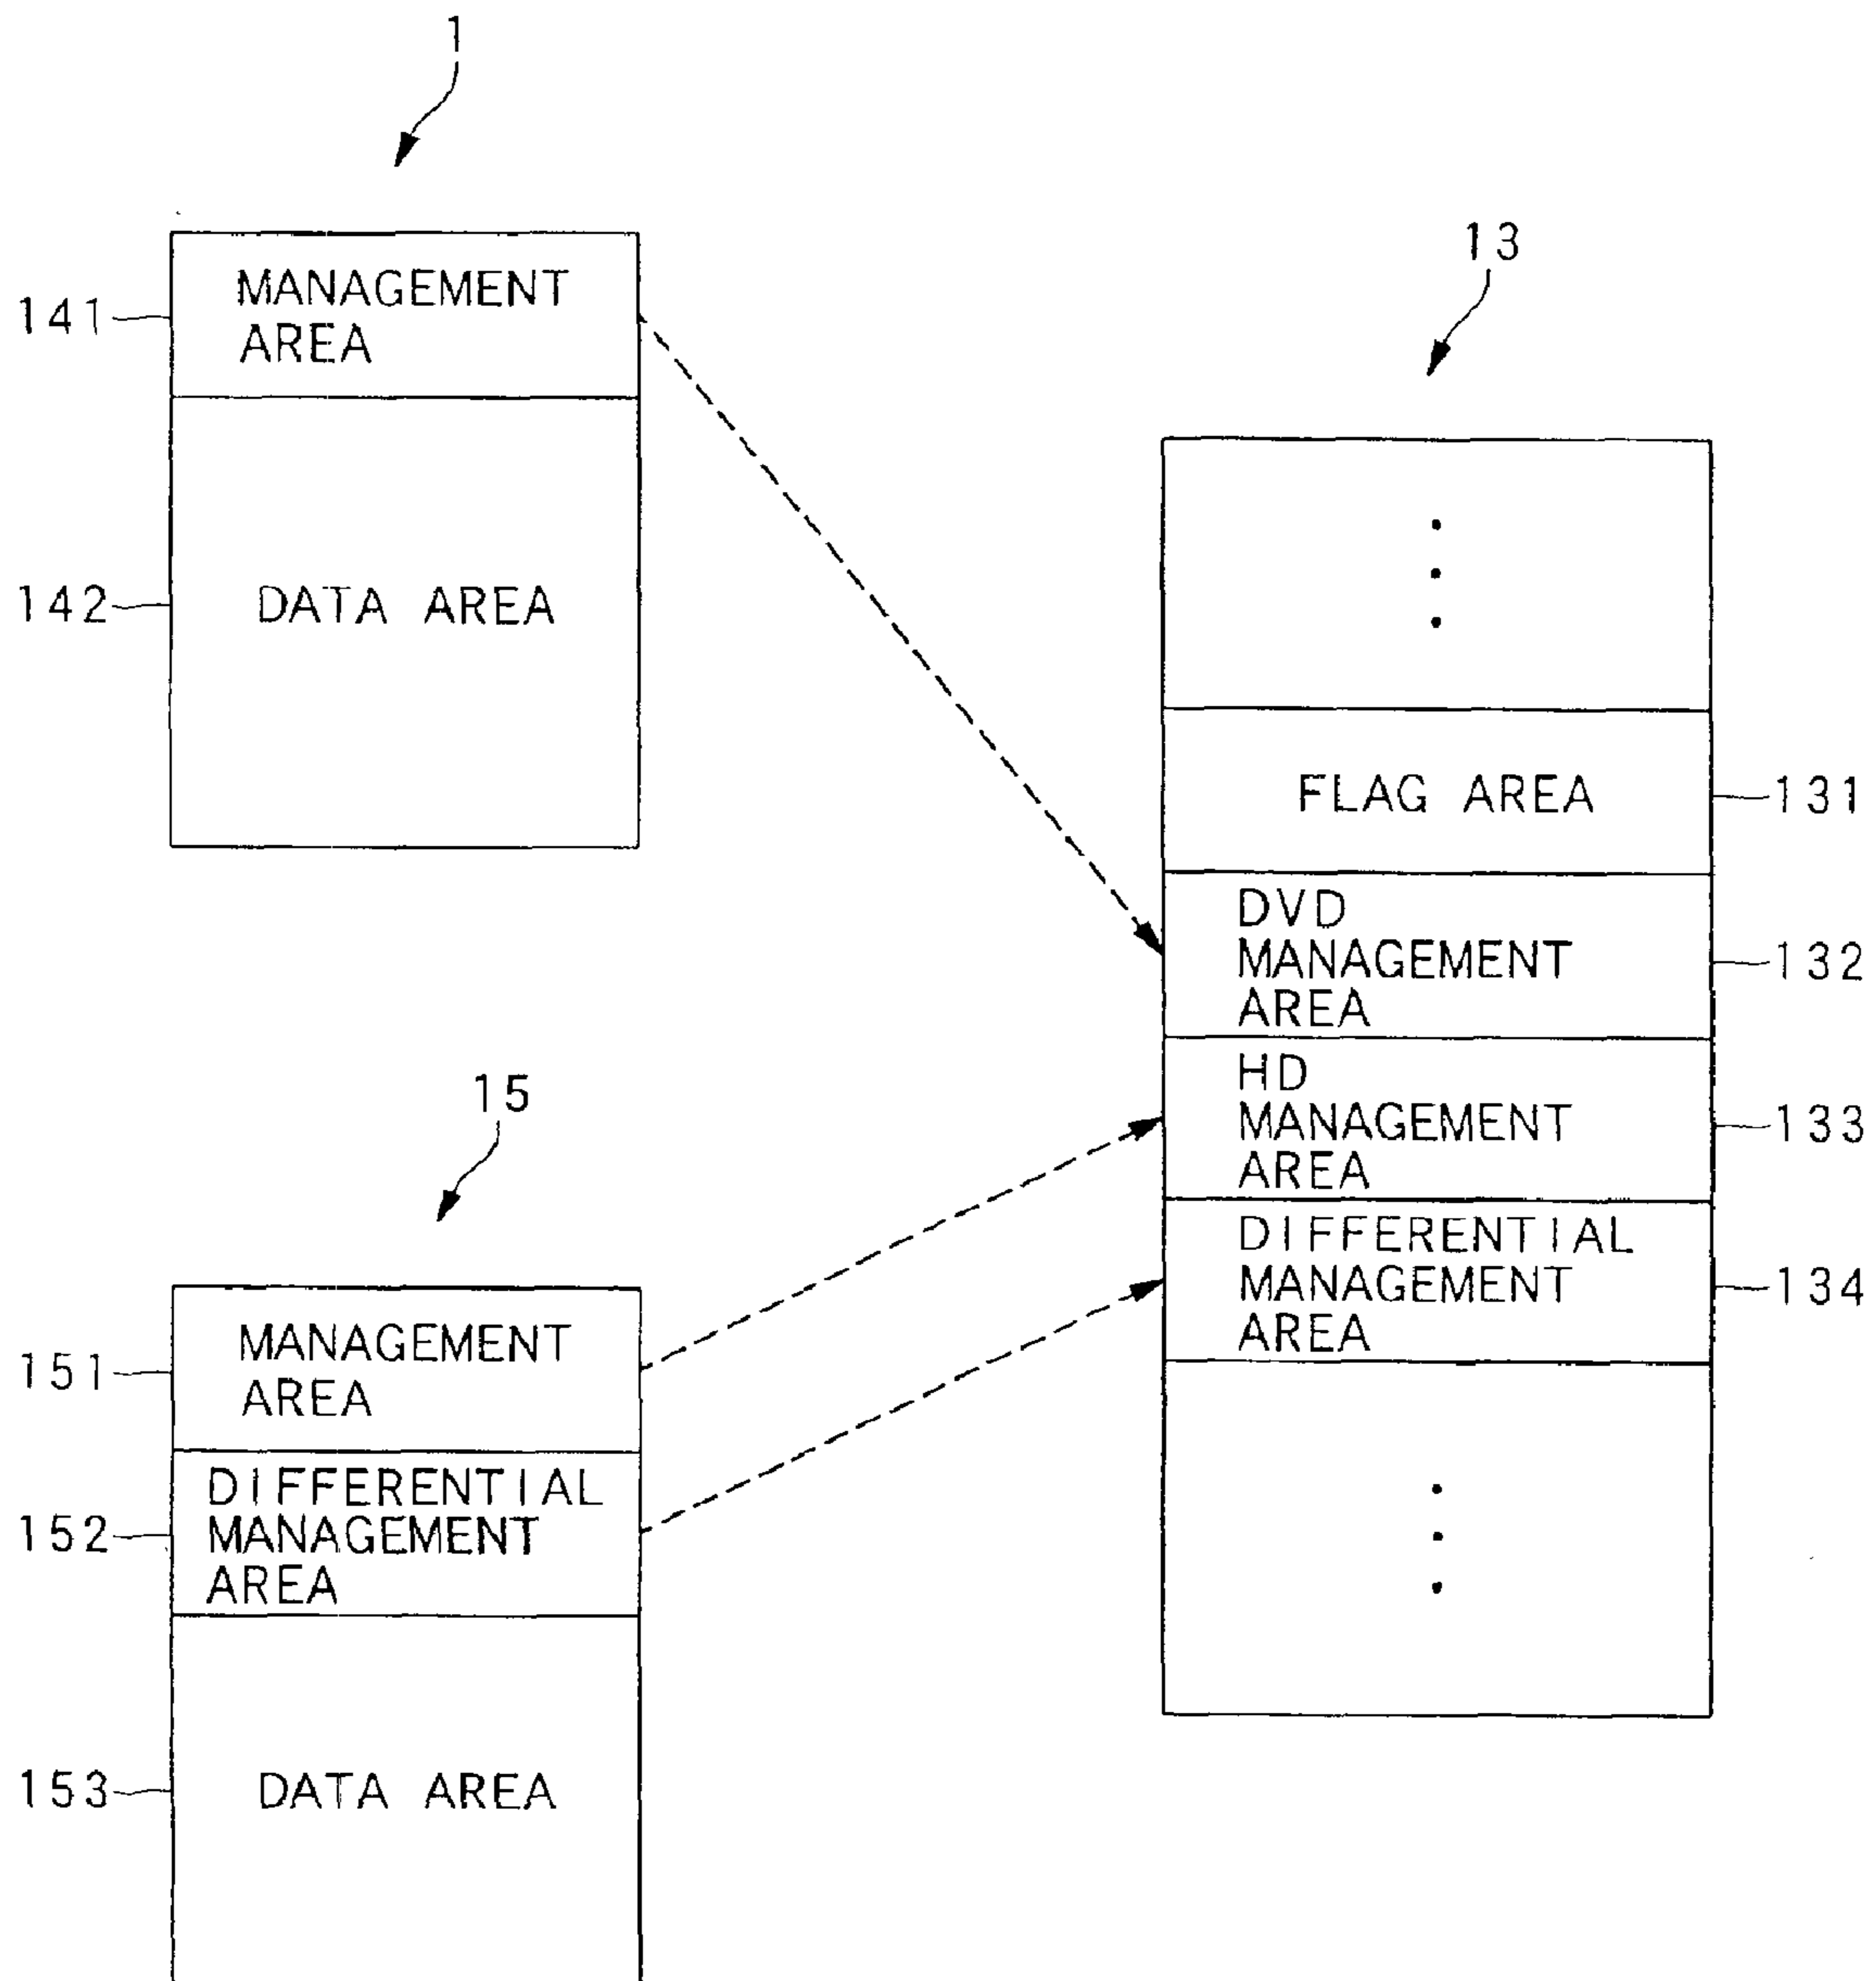 1
141
MANAGEMENT
AREA
142
DATA AREA
13
FLAG AREA
131
DVD
MANAGEMENT
AREA
132
HD
MANAGEMENT
AREA
133
DIFFERENTIAL
MANAGEMENT
AREA
134
15
151
MANAGEMENT
AREA
152
DIFFERENTIAL
MANAGEMENT
AREA
153
DATA AREA